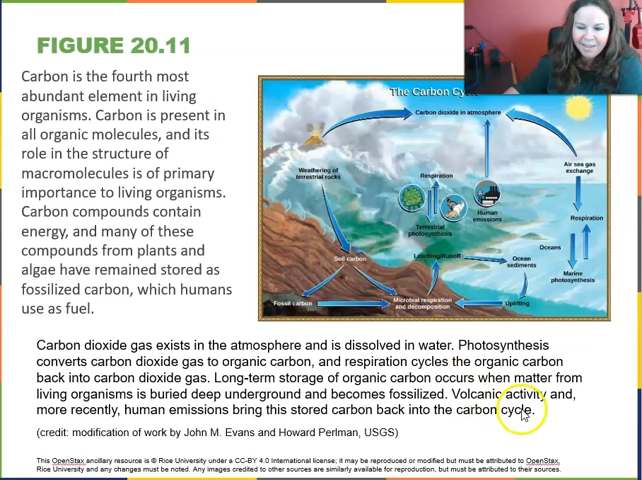 FIGURE 20.11
Carbon is the fourth most
abundant element in living
organisms. Carbon is present in
all organic molecules, and its
role in the structure of
macromolecules is of primary
importance to living organisms.
Carbon compounds contain
energy, and many of these
compounds from plants and
algae have remained stored as
fossilized carbon, which humans
use as fuel.
The Carbon Cycle
Carbon dioxide in atmosphere
Weathering of
terrestrial rocks
Respiration
Air sea gas
exchange
Human
emissions
Respiration
Terrestrial
photosynthesis
Oceans
Leaching/Runoff
Ocean
sediments
Soil carbon
Marine
photosynthesis
Fossil carbon
Microbial respiration
and decomposition
Uplifting
Carbon dioxide gas exists in the atmosphere and is dissolved in water. Photosynthesis
converts carbon dioxide gas to organic carbon, and respiration cycles the organic carbon
back into carbon dioxide gas. Long-term storage of organic carbon occurs when matter from
living organisms is buried deep underground and becomes fossilized. Volcanic activity and,
more recently, human emissions bring this stored carbon back into the carbon cycle.
(credit: modification of work by John M. Evans and Howard Perlman, USGS)
This OpenStax ancillary resource is © Rice University under a CC-BY 4.0 International license; it may be reproduced or modified but must be attributed to OpenStax,
Rice University and any changes must be noted. Any images credited to other sources are similarly available for reproduction, but must be attributed to their sources.